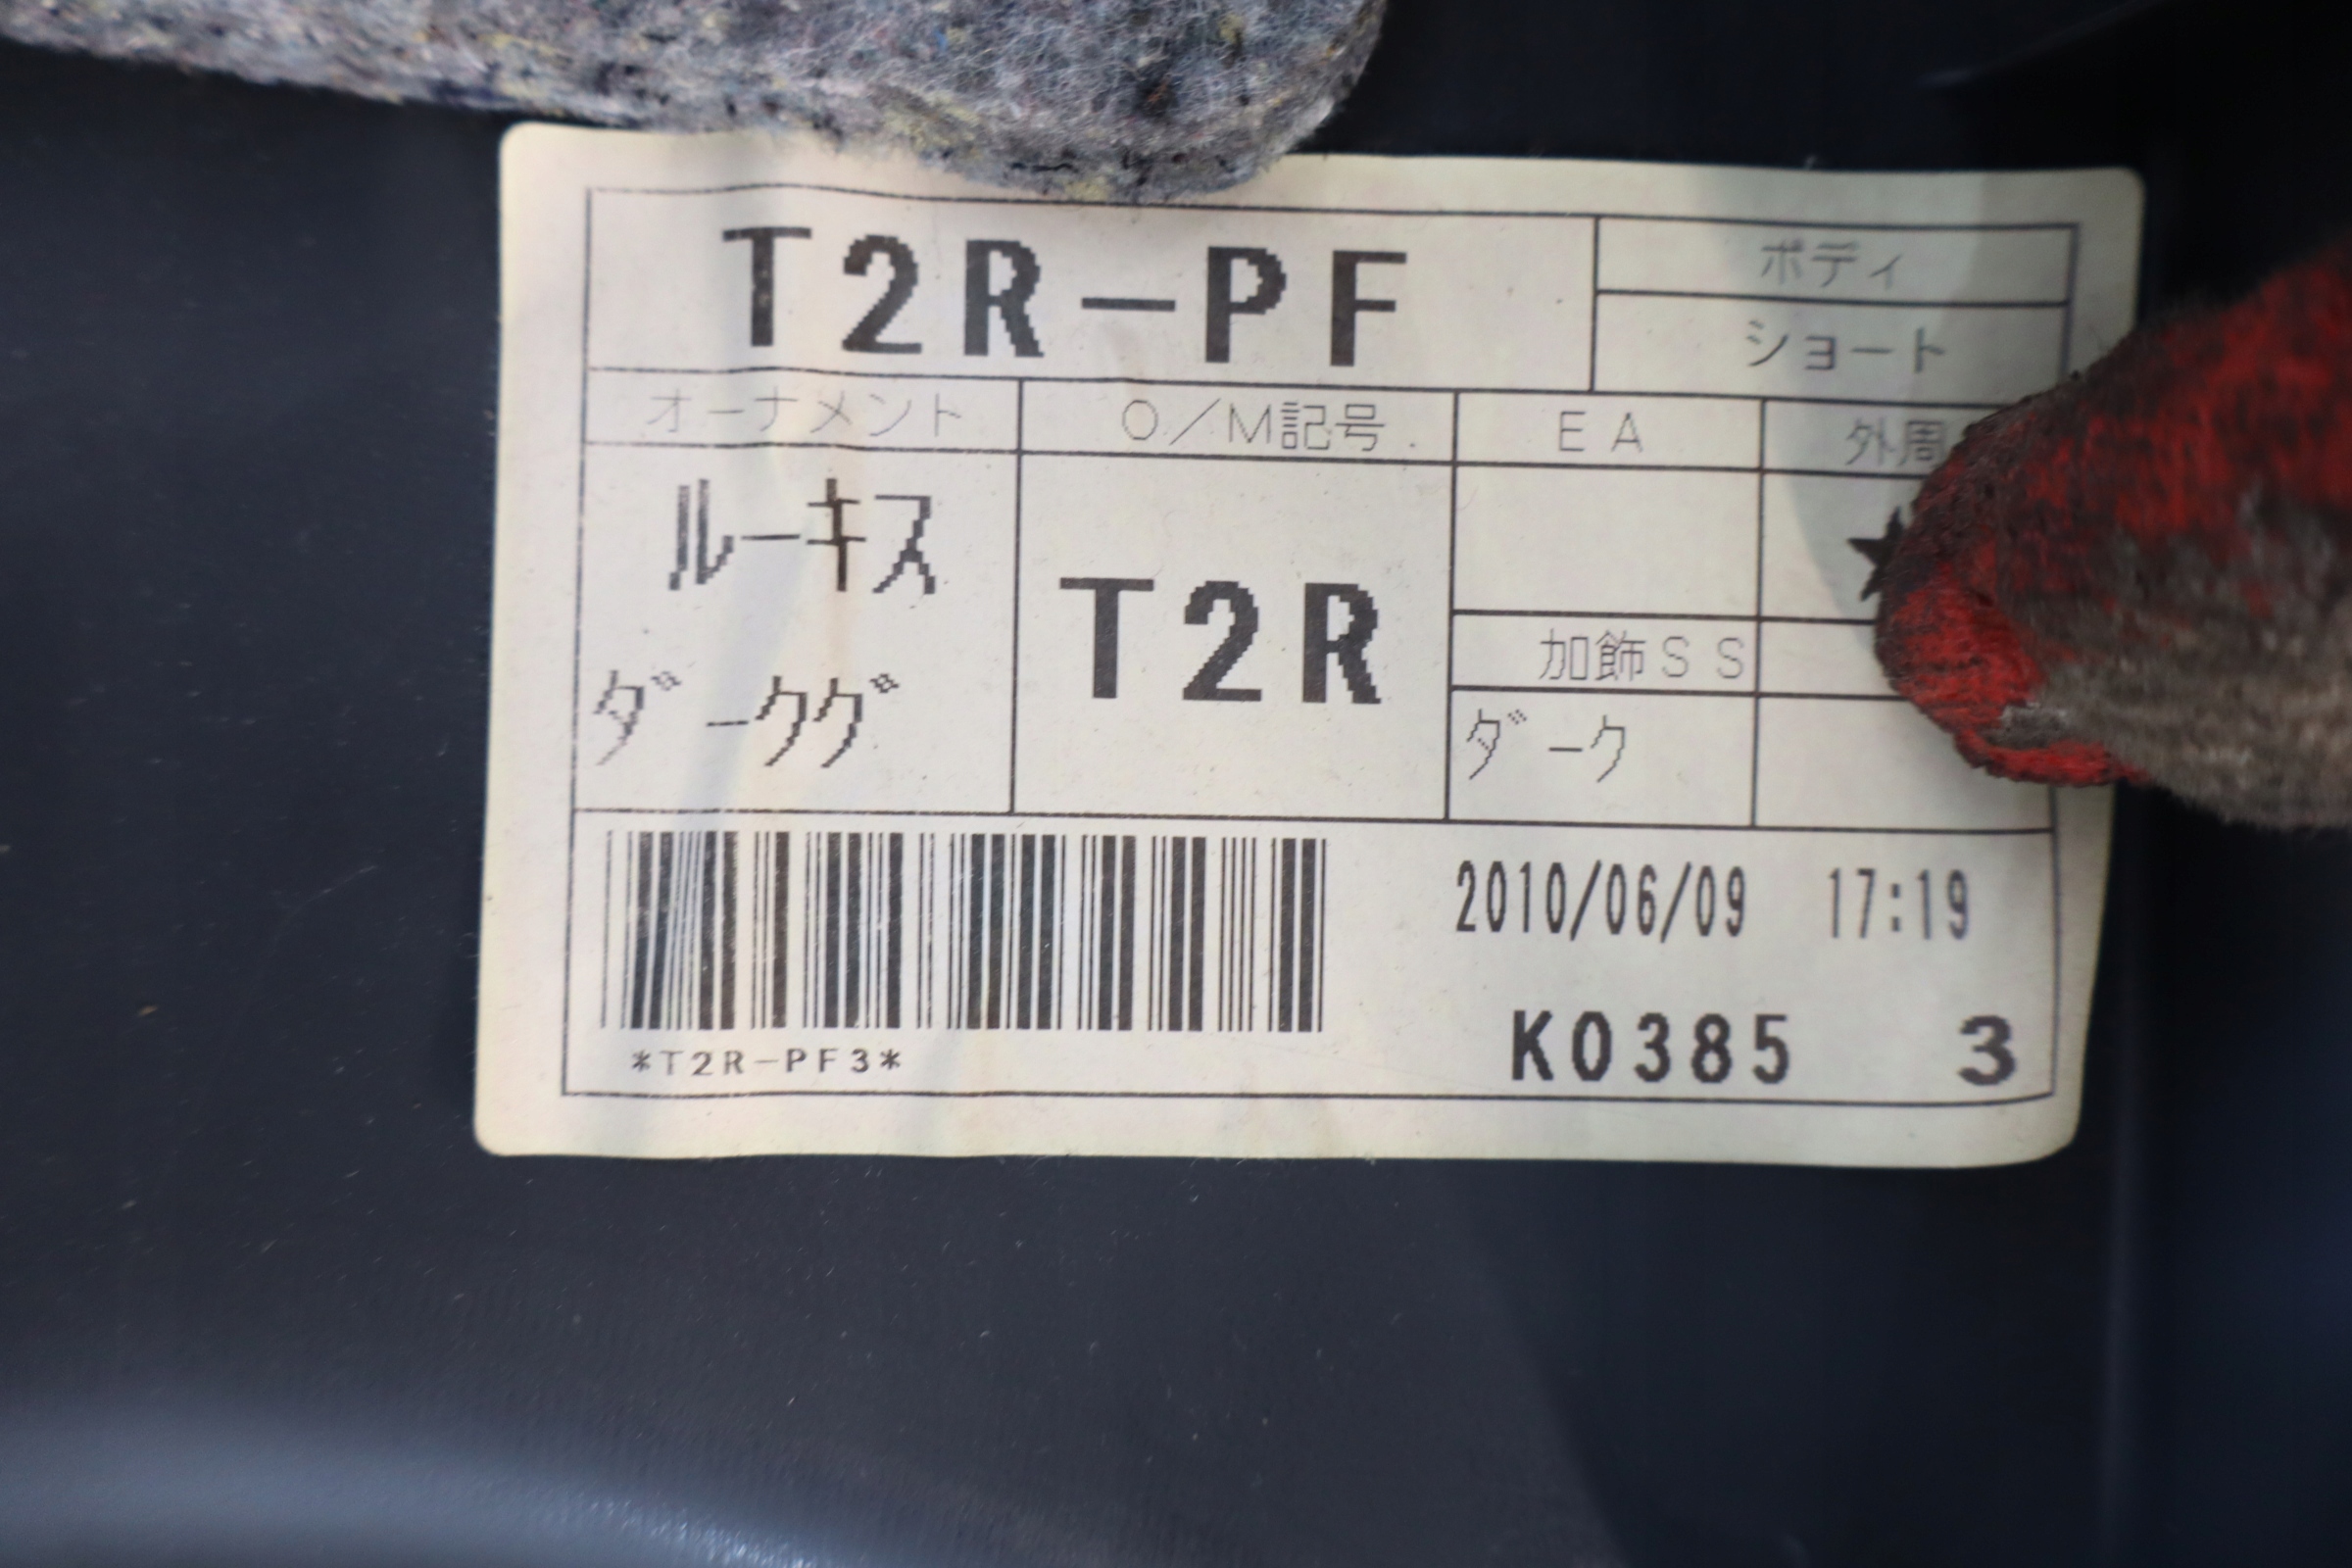 T2R-PF
ボディ
ショート
オーナメント
O/M記号
EA
外周
ルーキス
ダークグ
T2R
★
加飾SS
ダーク
2010/06/09 17:19
*T2R-PF3*
K0385 3